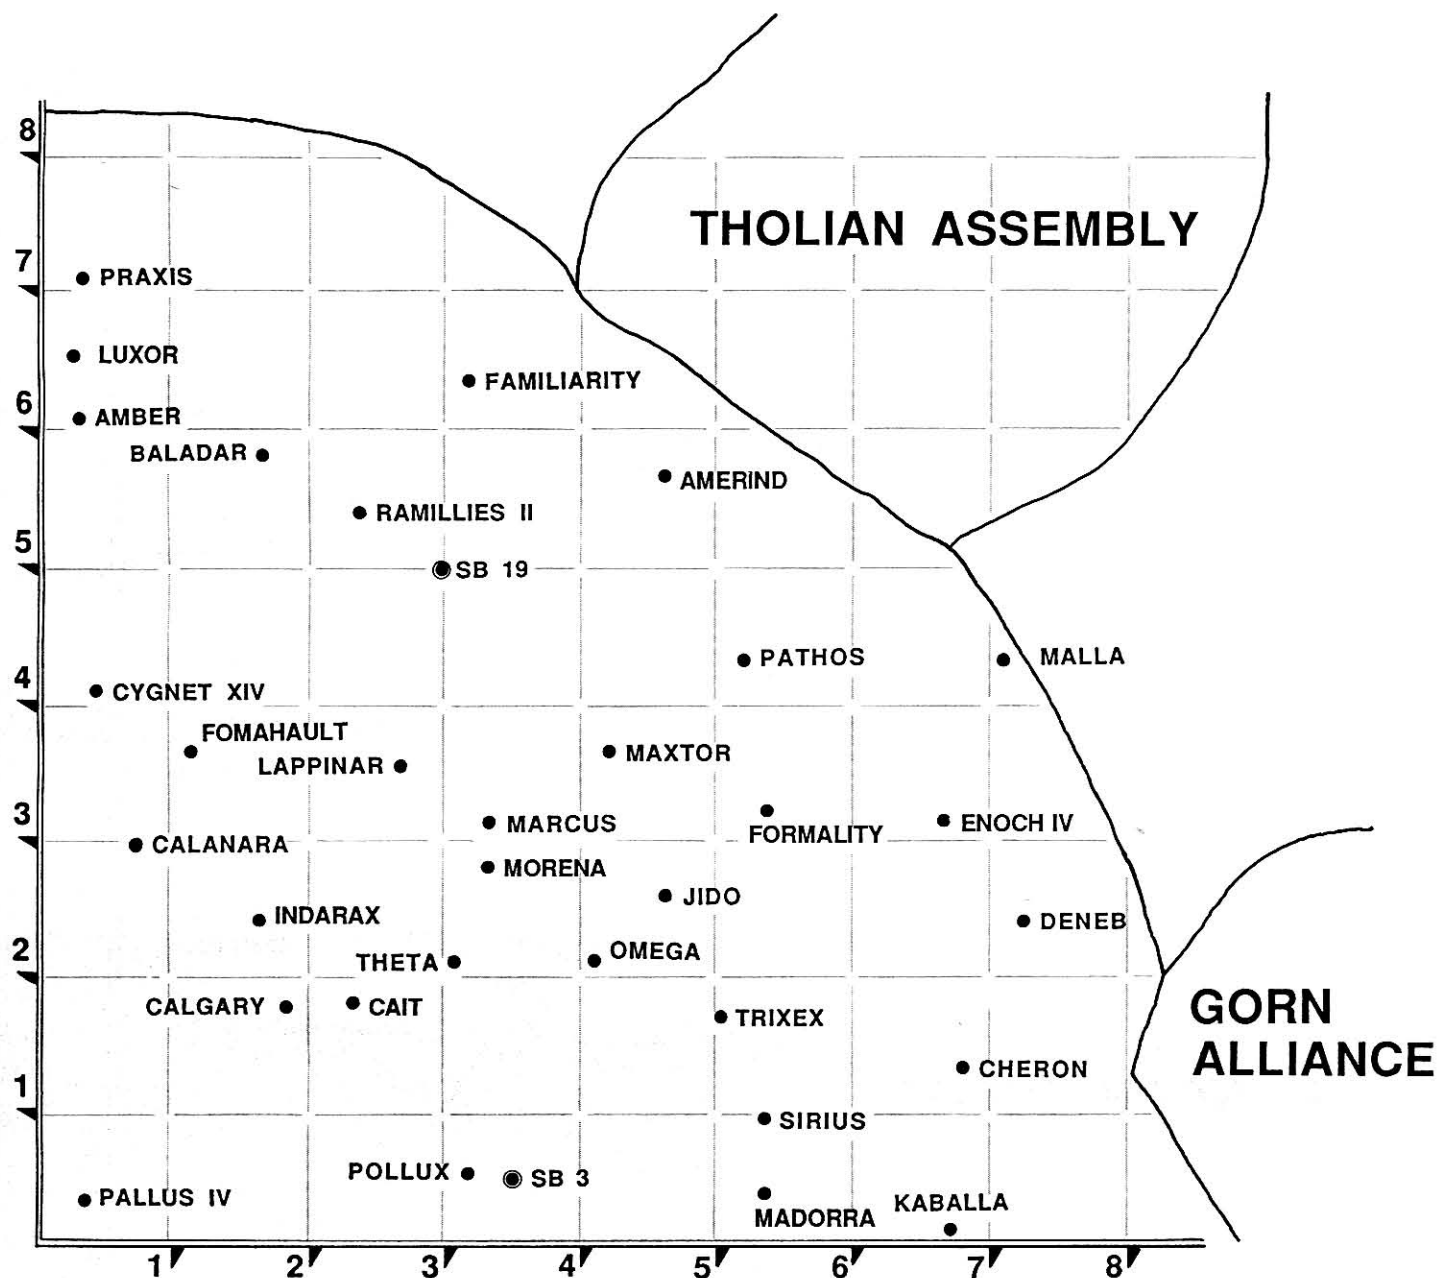 8
THOLIAN ASSEMBLY
7
PRAXIS
LUXOR
FAMILIARITY
6
AMBER
BALADAR
AMERIND
RAMILLIES II
5
SB 19
PATHOS
MALLA
4
CYGNET XIV
FOMAHAULT
LAPPINAR
MAXTOR
3
MARCUS
FORMALITY
ENOCH IV
CALANARA
MORENA
JIDO
INDARAX
DENEB
2
THETA
OMEGA
CALGARY
CAIT
TRIXEX
GORN
ALLIANCE
CHERON
1
SIRIUS
POLLUX
SB 3
PALLUS IV
MADORRA
KABALLA
1 2 3 4 5 6 7 8